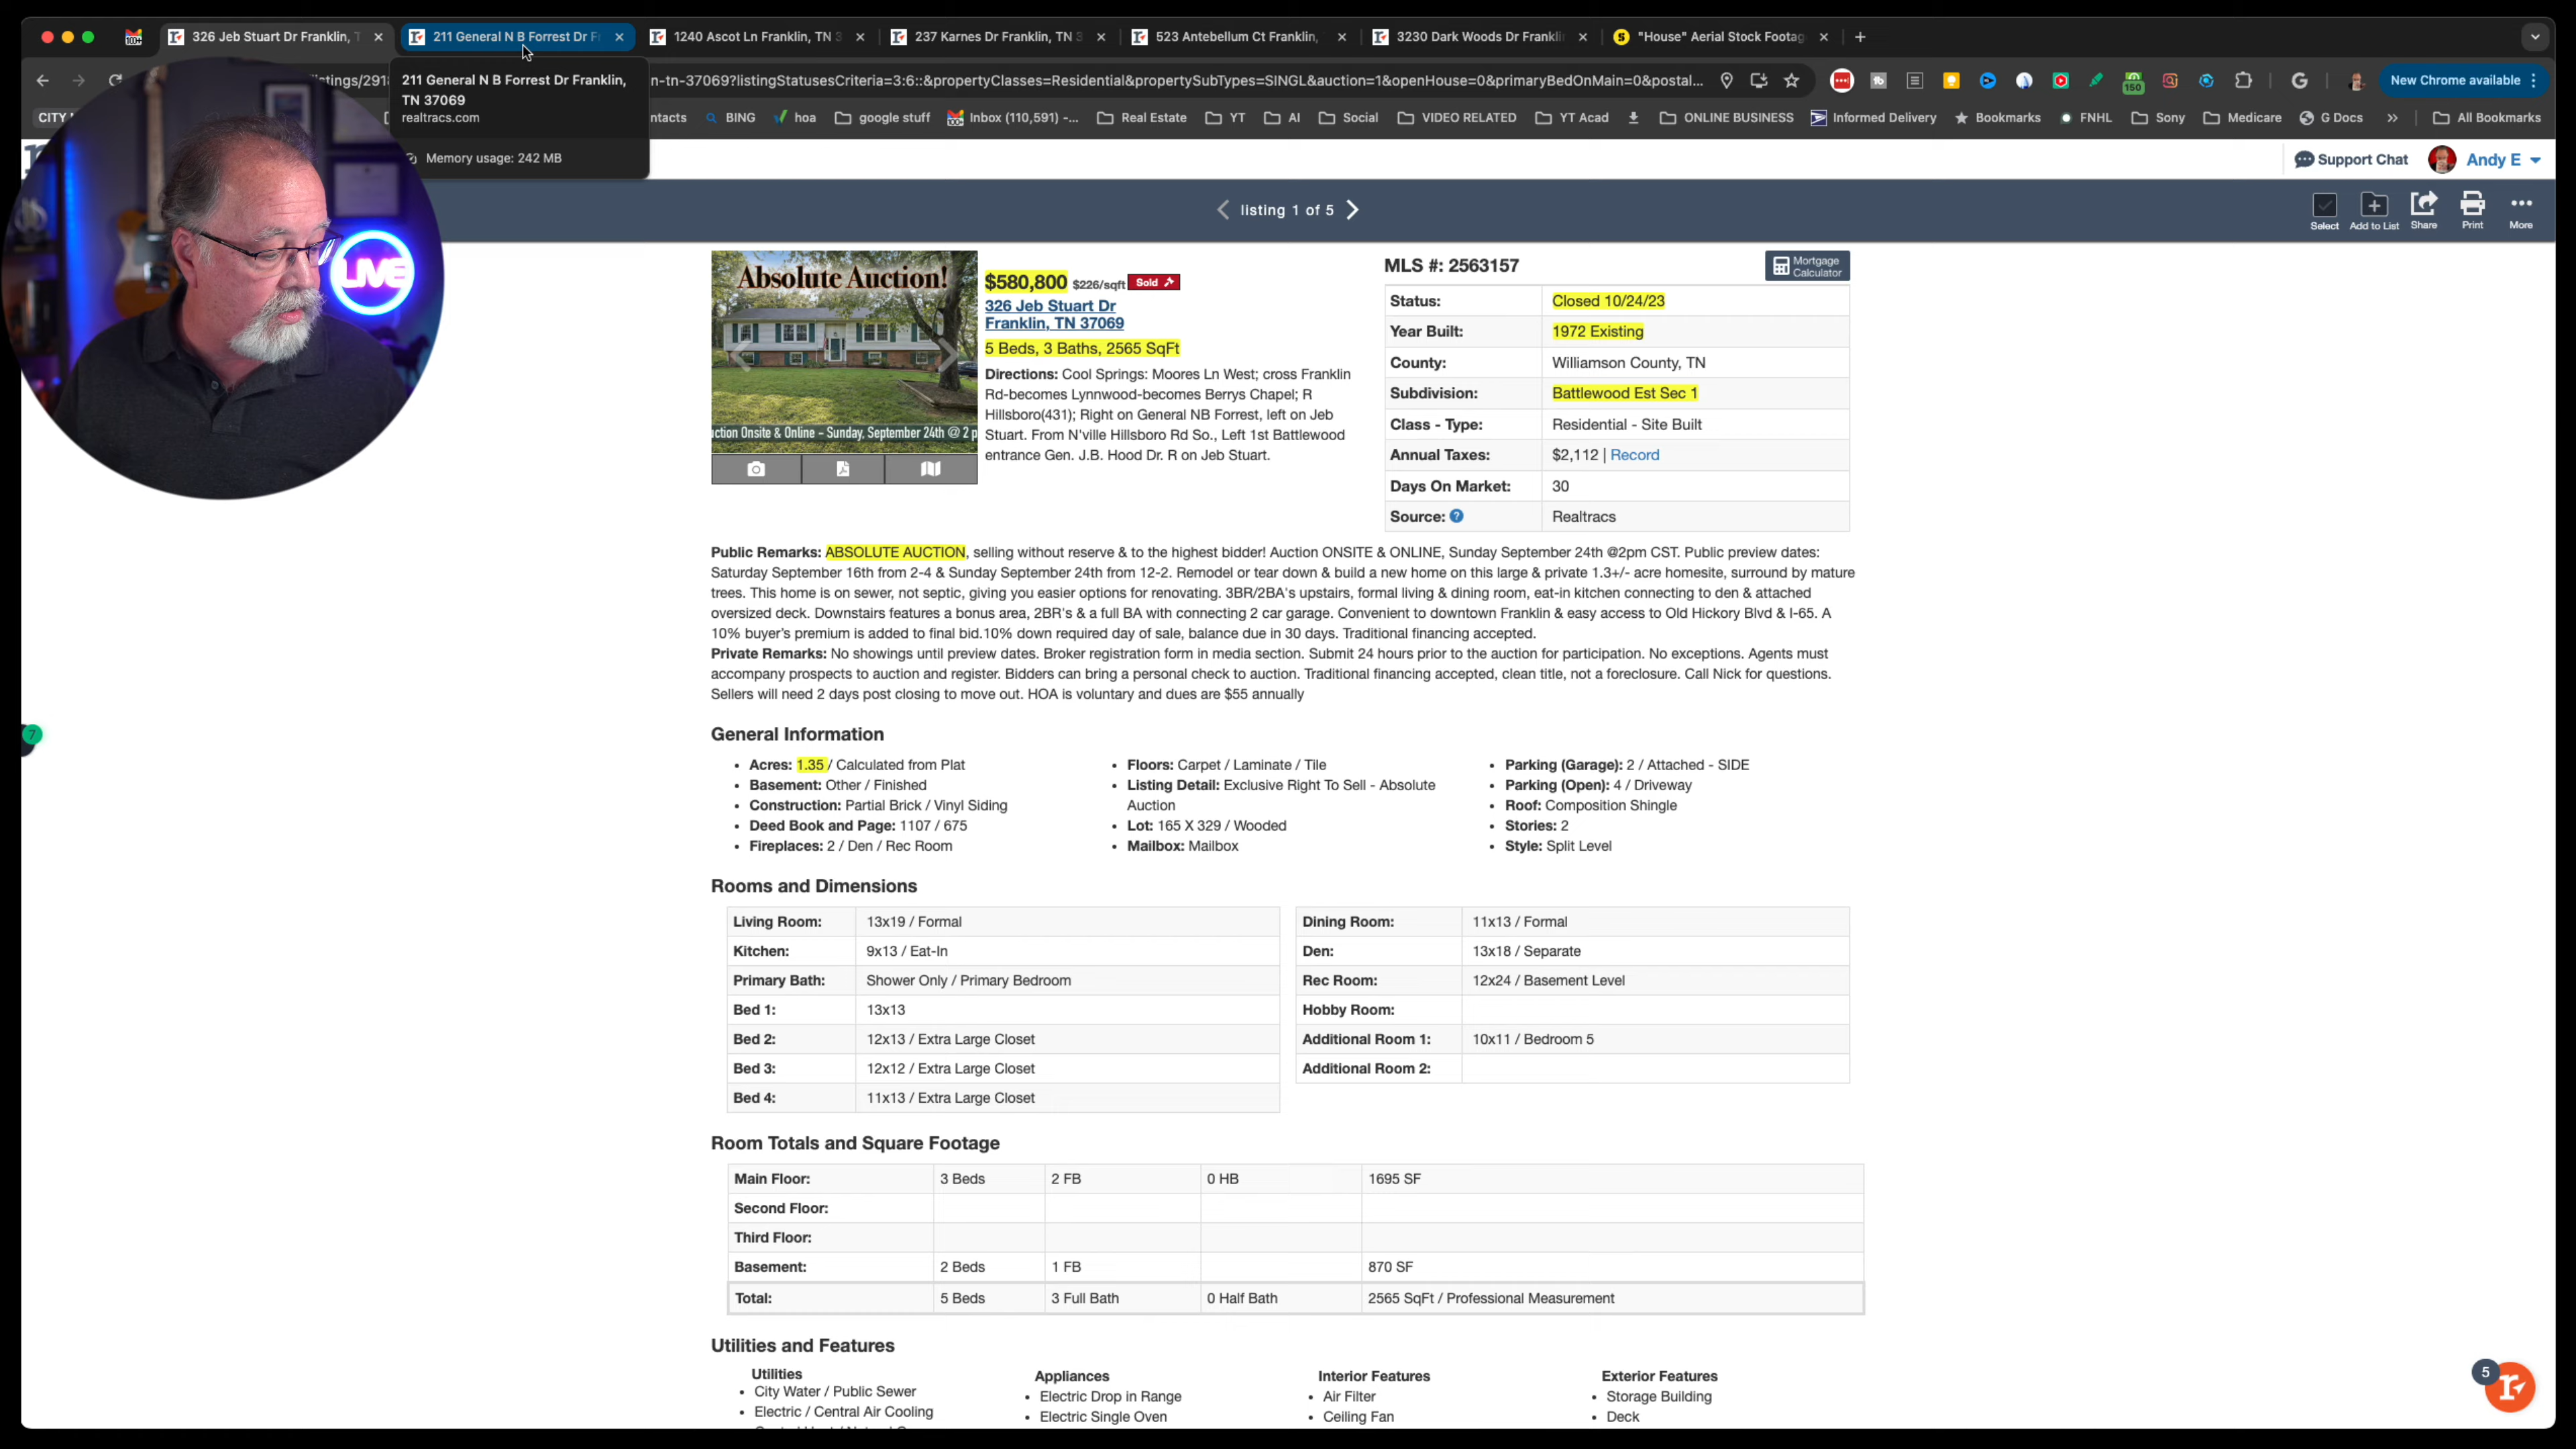 326 Jeb Stuart Dr Franklin, T
211 General N B Forrest Dr Fr
1240 Ascot Ln Franklin, TN 3
237 Karnes Dr Franklin, TN 3
523 Antebellum Ct Franklin,
3230 Dark Woods Dr Frankli
"House" Aerial Stock Footag
211 General N B Forrest Dr Franklin,
TN 37069
realtracs.com
Memory usage: 242 MB
istings/291
n-tn-37069?listingStatusesCriteria=3:6::&propertyClasses=Residential&propertySubTypes=SINGL&auction=1&openHouse=0&primaryBedOnMain=0&postal...
150
New Chrome available
CITY
ntacts
BING
hoa
google stuff
Inbox (110,591) -...
Real Estate
YT
AI
Social
VIDEO RELATED
YT Acad
ONLINE BUSINESS
Informed Delivery
Bookmarks
FNHL
Sony
Medicare
G Docs
All Bookmarks
Support Chat
Andy E
LIVE
listing 1 of 5
Select
Add to List
Share
Print
More
Absolute Auction!
ction Onsite & Online – Sunday, September 24th @ 2 p
$580,800 $226/sqft Sold
326 Jeb Stuart Dr
Franklin, TN 37069
5 Beds, 3 Baths, 2565 SqFt
Directions: Cool Springs: Moores Ln West; cross Franklin
Rd-becomes Lynnwood-becomes Berrys Chapel; R
Hillsboro(431); Right on General NB Forrest, left on Jeb
Stuart. From N'ville Hillsboro Rd So., Left 1st Battlewood
entrance Gen. J.B. Hood Dr. R on Jeb Stuart.
MLS #: 2563157
Mortgage
Calculator
Status: Closed 10/24/23
Year Built: 1972 Existing
County: Williamson County, TN
Subdivision: Battlewood Est Sec 1
Class - Type: Residential - Site Built
Annual Taxes: $2,112 | Record
Days On Market: 30
Source: ? Realtracs
Public Remarks: ABSOLUTE AUCTION, selling without reserve & to the highest bidder! Auction ONSITE & ONLINE, Sunday September 24th @2pm CST. Public preview dates:
Saturday September 16th from 2-4 & Sunday September 24th from 12-2. Remodel or tear down & build a new home on this large & private 1.3+/- acre homesite, surround by mature
trees. This home is on sewer, not septic, giving you easier options for renovating. 3BR/2BA's upstairs, formal living & dining room, eat-in kitchen connecting to den & attached
oversized deck. Downstairs features a bonus area, 2BR's & a full BA with connecting 2 car garage. Convenient to downtown Franklin & easy access to Old Hickory Blvd & I-65. A
10% buyer's premium is added to final bid.10% down required day of sale, balance due in 30 days. Traditional financing accepted.
Private Remarks: No showings until preview dates. Broker registration form in media section. Submit 24 hours prior to the auction for participation. No exceptions. Agents must
accompany prospects to auction and register. Bidders can bring a personal check to auction. Traditional financing accepted, clean title, not a foreclosure. Call Nick for questions.
Sellers will need 2 days post closing to move out. HOA is voluntary and dues are $55 annually
7
General Information
Acres: 1.35 / Calculated from Plat
Basement: Other / Finished
Construction: Partial Brick / Vinyl Siding
Deed Book and Page: 1107 / 675
Fireplaces: 2 / Den / Rec Room
Floors: Carpet / Laminate / Tile
Listing Detail: Exclusive Right To Sell - Absolute
Auction
Lot: 165 X 329 / Wooded
Mailbox: Mailbox
Parking (Garage): 2 / Attached - SIDE
Parking (Open): 4 / Driveway
Roof: Composition Shingle
Stories: 2
Style: Split Level
Rooms and Dimensions
Living Room: 13x19 / Formal
Kitchen: 9x13 / Eat-In
Primary Bath: Shower Only / Primary Bedroom
Bed 1: 13x13
Bed 2: 12x13 / Extra Large Closet
Bed 3: 12x12 / Extra Large Closet
Bed 4: 11x13 / Extra Large Closet
Dining Room: 11x13 / Formal
Den: 13x18 / Separate
Rec Room: 12x24 / Basement Level
Hobby Room:
Additional Room 1: 10x11 / Bedroom 5
Additional Room 2:
Room Totals and Square Footage
Main Floor: 3 Beds 2 FB 0 HB 1695 SF
Second Floor:
Third Floor:
Basement: 2 Beds 1 FB 870 SF
Total: 5 Beds 3 Full Bath 0 Half Bath 2565 SqFt / Professional Measurement
Utilities and Features
Utilities
City Water / Public Sewer
Electric / Central Air Cooling
Appliances
Electric Drop in Range
Electric Single Oven
Interior Features
Air Filter
Ceiling Fan
Exterior Features
Storage Building
Deck
5